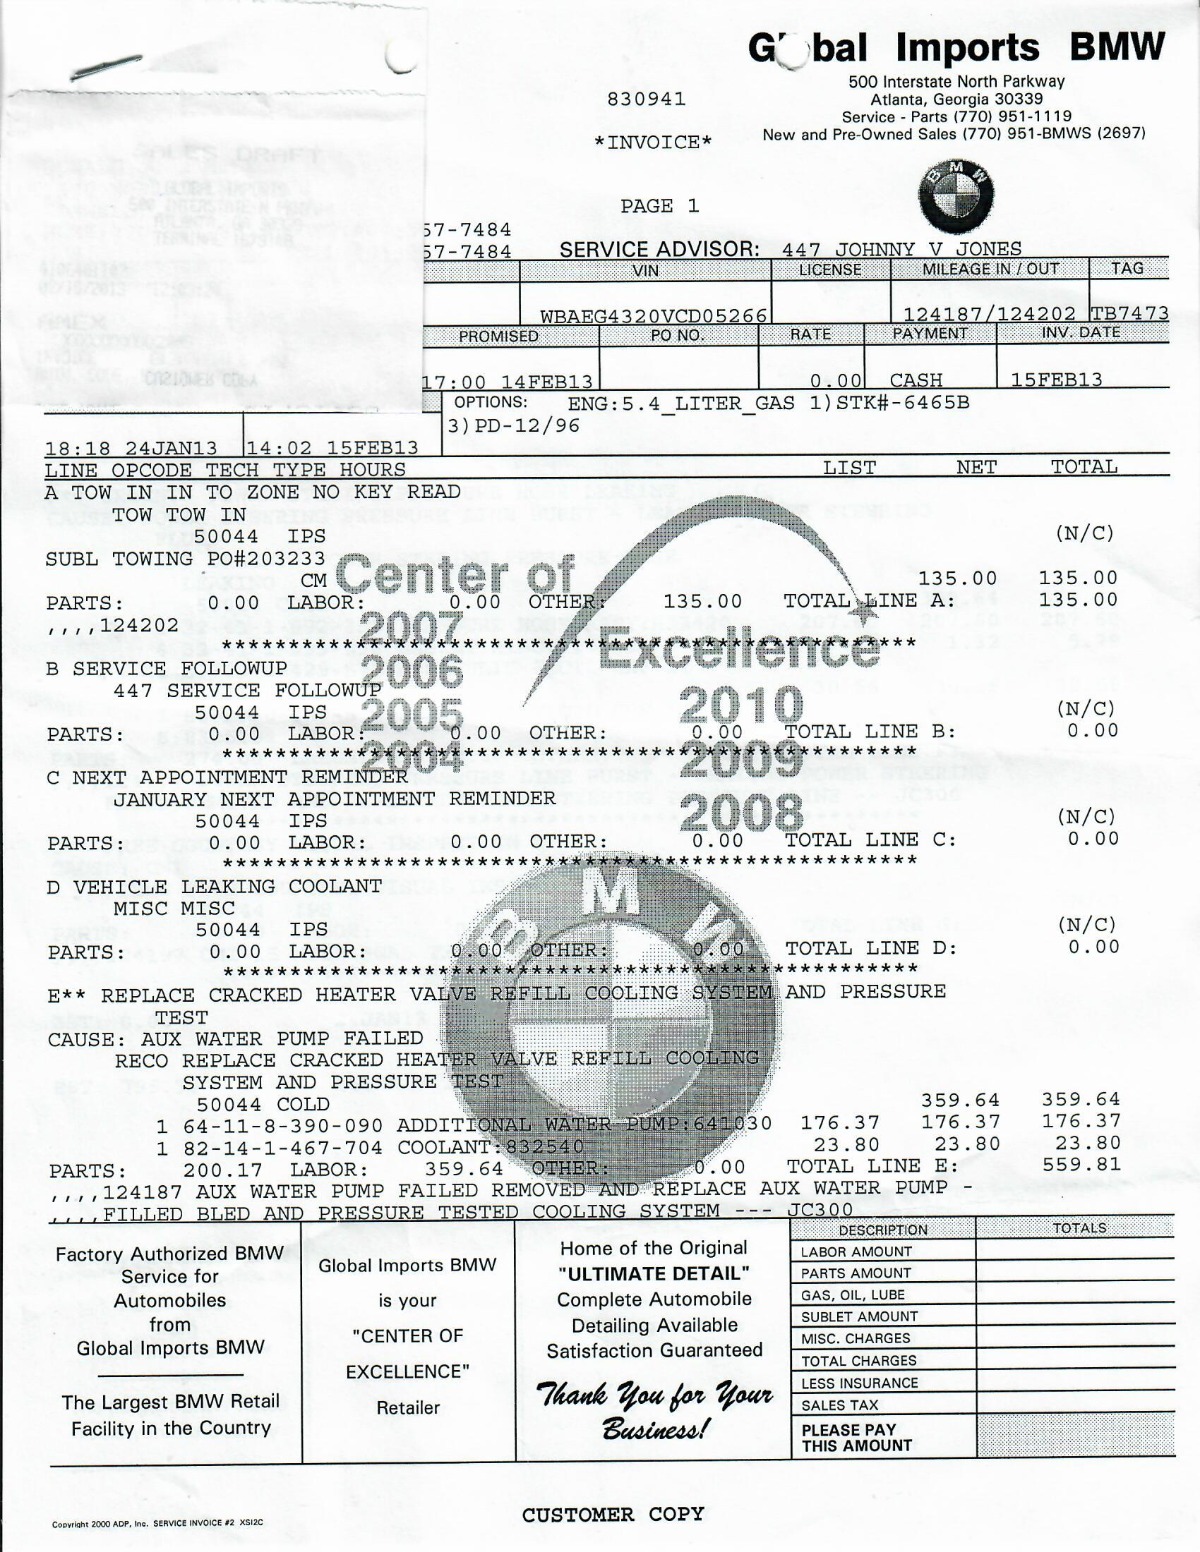 Gl bal Imports BMW
500 Interstate North Parkway
Atlanta, Georgia 30339
Service - Parts (770) 951-1119
New and Pre-Owned Sales (770) 951-BMWS (2697)
830941
*INVOICE*
BMW
PAGE 1
57-7484
57-7484 SERVICE ADVISOR: 447 JOHNNY V JONES
VIN LICENSE MILEAGE IN / OUT TAG
WBAEG4320VCD05266 124187/124202 TB7473
PROMISED PO NO. RATE PAYMENT INV. DATE
17:00 14FEB13 0.00 CASH 15FEB13
OPTIONS: ENG:5.4_LITER_GAS 1)STK#-6465B
3)PD-12/96
18:18 24JAN13 14:02 15FEB13
LINE OPCODE TECH TYPE HOURS LIST NET TOTAL
A TOW IN IN TO ZONE NO KEY READ
TOW TOW IN
50044 IPS (N/C)
SUBL TOWING PO#203233
CM 135.00 135.00
PARTS: 0.00 LABOR: 0.00 OTHER: 135.00 TOTAL LINE A: 135.00
,,,,124202
****************************************************
B SERVICE FOLLOWUP
447 SERVICE FOLLOWUP
50044 IPS (N/C)
PARTS: 0.00 LABOR: 0.00 OTHER: 0.00 TOTAL LINE B: 0.00
****************************************************
C NEXT APPOINTMENT REMINDER
JANUARY NEXT APPOINTMENT REMINDER
50044 IPS (N/C)
PARTS: 0.00 LABOR: 0.00 OTHER: 0.00 TOTAL LINE C: 0.00
****************************************************
D VEHICLE LEAKING COOLANT
MISC MISC
50044 IPS (N/C)
PARTS: 0.00 LABOR: 0.00 OTHER: 0.00 TOTAL LINE D: 0.00
****************************************************
E** REPLACE CRACKED HEATER VALVE REFILL COOLING SYSTEM AND PRESSURE
TEST
CAUSE: AUX WATER PUMP FAILED
RECO REPLACE CRACKED HEATER VALVE REFILL COOLING
SYSTEM AND PRESSURE TEST
50044 COLD 359.64 359.64
1 64-11-8-390-090 ADDITIONAL WATER PUMP:641030 176.37 176.37 176.37
1 82-14-1-467-704 COOLANT:832540 23.80 23.80 23.80
PARTS: 200.17 LABOR: 359.64 OTHER: 0.00 TOTAL LINE E: 559.81
,,,,124187 AUX WATER PUMP FAILED REMOVED AND REPLACE AUX WATER PUMP -
,,,,FILLED BLED AND PRESSURE TESTED COOLING SYSTEM --- JC300
Center of
Excellence
2007
2006
2005
2004
2010
2009
2008
BMW
Factory Authorized BMW
Service for
Automobiles
from
Global Imports BMW
The Largest BMW Retail
Facility in the Country
Global Imports BMW
is your
"CENTER OF
EXCELLENCE"
Retailer
Home of the Original
"ULTIMATE DETAIL"
Complete Automobile
Detailing Available
Satisfaction Guaranteed
Thank You for Your
Business!
DESCRIPTION TOTALS
LABOR AMOUNT
PARTS AMOUNT
GAS, OIL, LUBE
SUBLET AMOUNT
MISC. CHARGES
TOTAL CHARGES
LESS INSURANCE
SALES TAX
PLEASE PAY
THIS AMOUNT
Copyright 2000 ADP, Inc. SERVICE INVOICE #2 XSI2C
CUSTOMER COPY